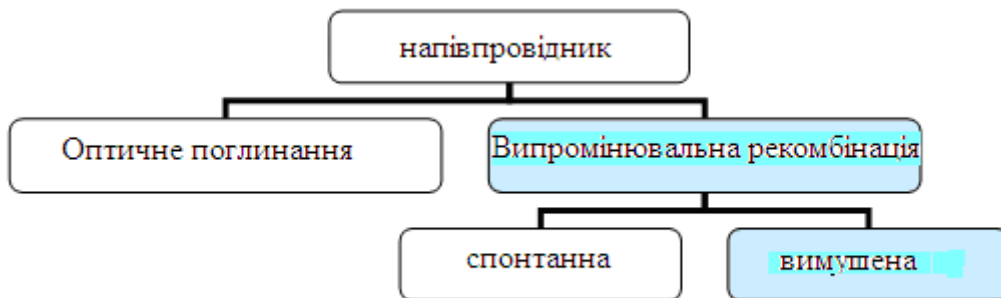 напівпровідник
Оптичне поглинання
Випромінювальна рекомбінація
спонтанна
вимушена